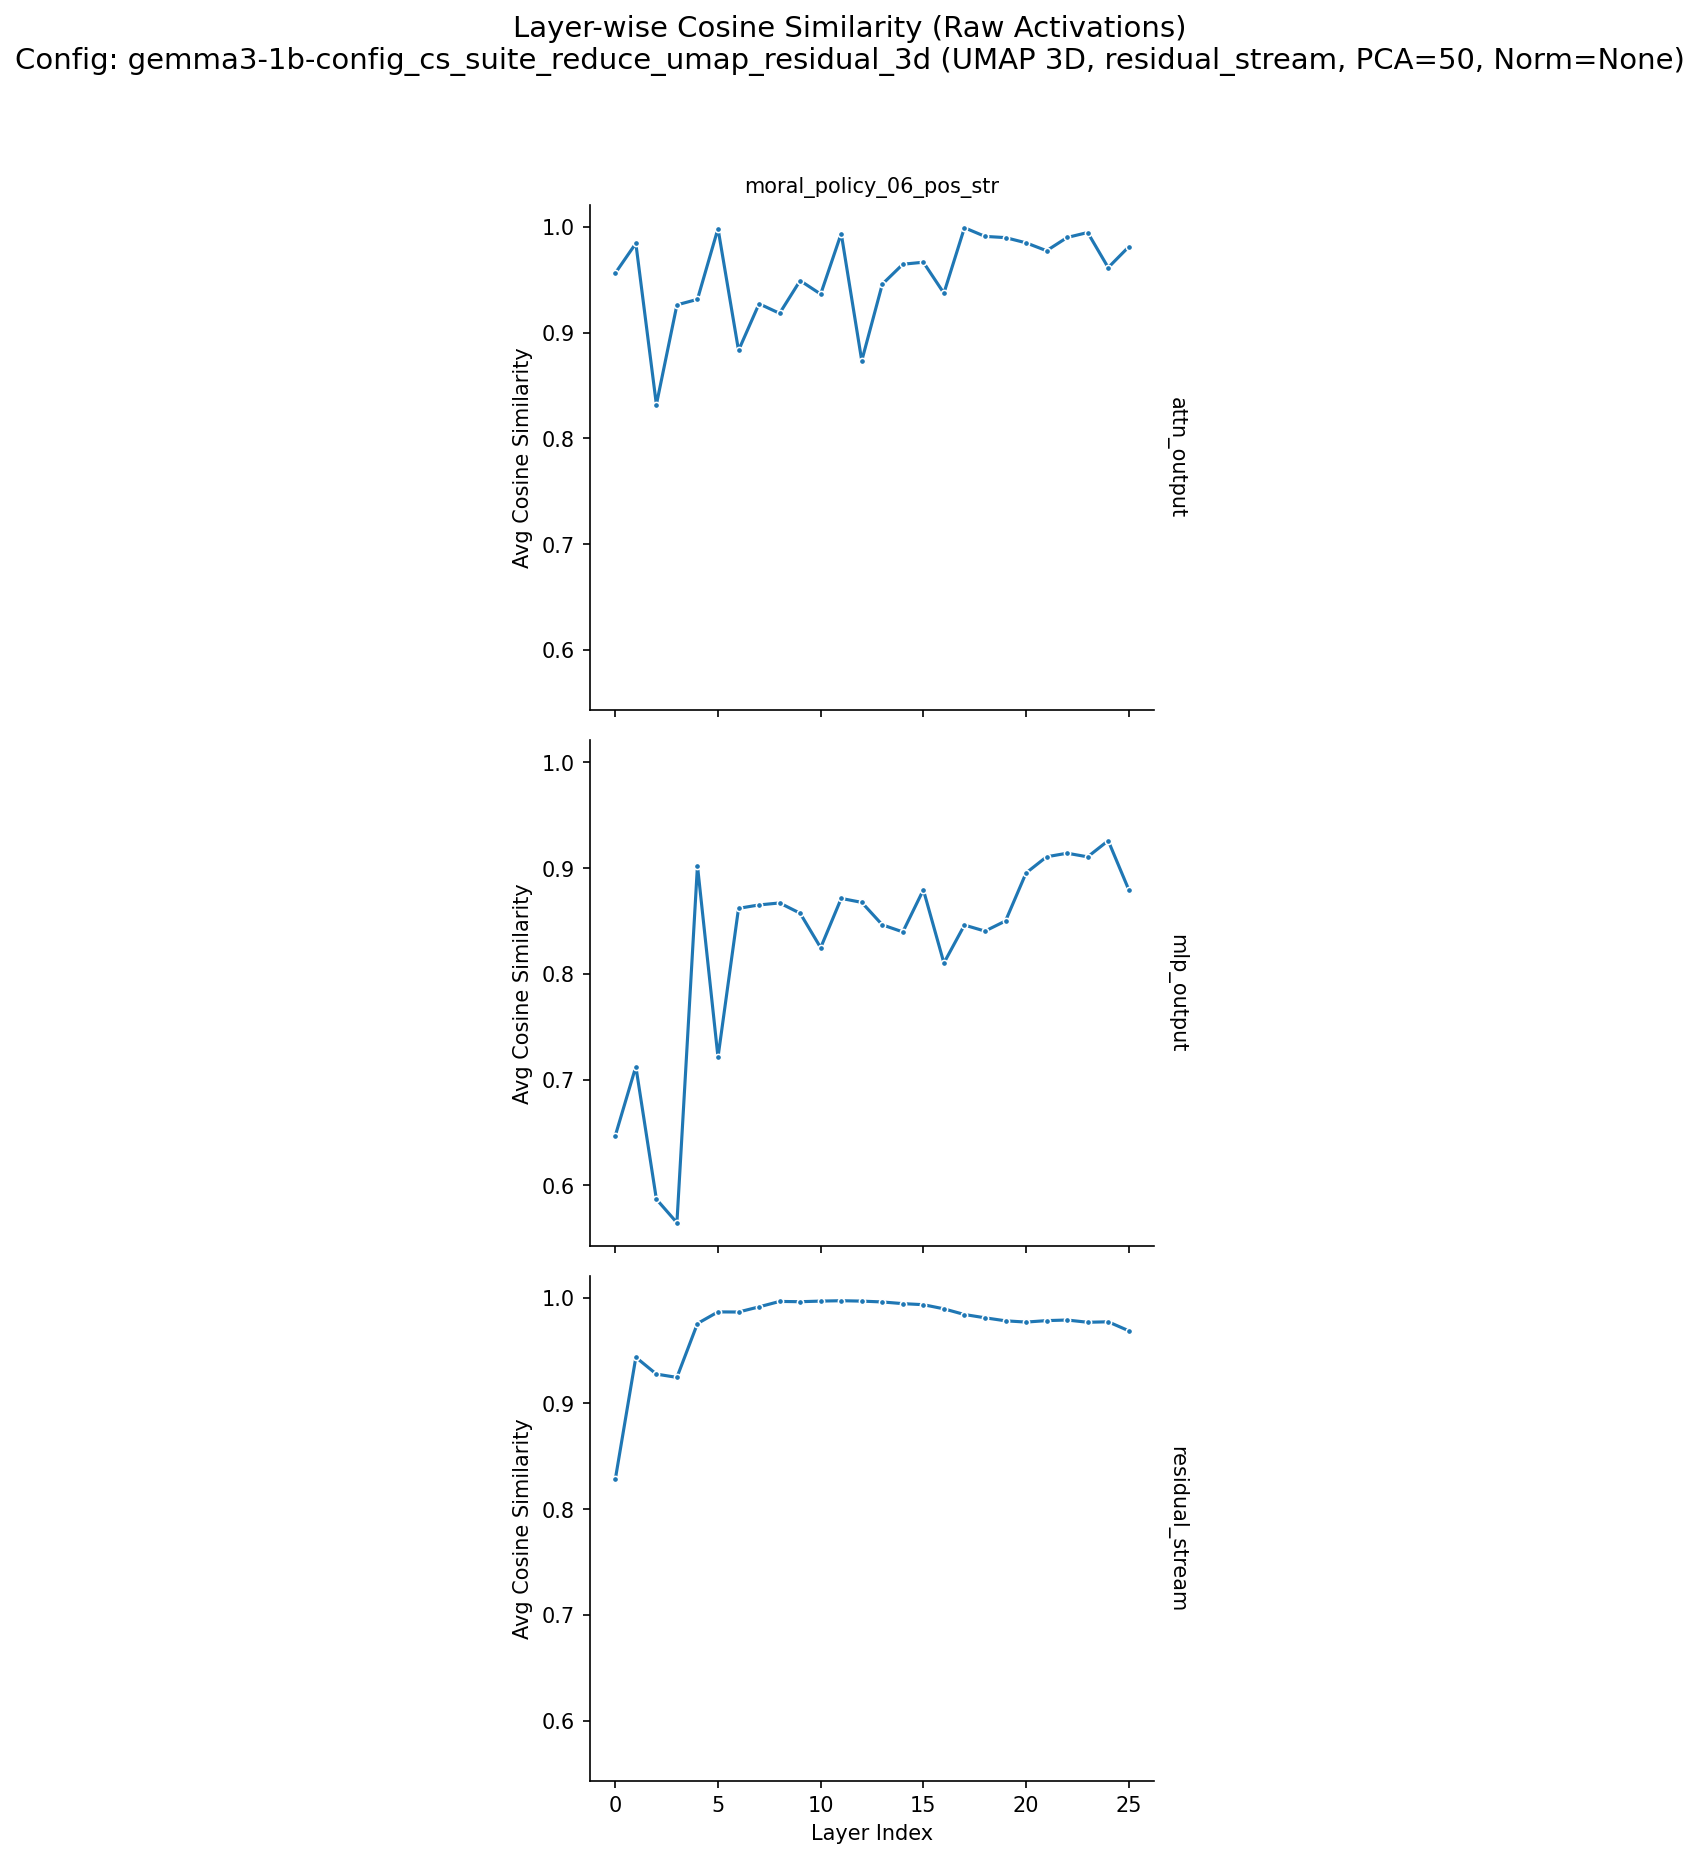 Layer-wise Cosine Similarity (Raw Activations)
Config: gemma3-1b-config_cs_suite_reduce_umap_residual_3d (UMAP 3D, residual_stream, PCA=50, Norm=None)
moral_policy_06_pos_str
1.0
0.9
0.8
0.7
0.6
Avg Cosine Similarity
attn_output
1.0
0.9
0.8
0.7
0.6
Avg Cosine Similarity
mlp_output
1.0
0.9
0.8
0.7
0.6
Avg Cosine Similarity
residual_stream
0 5 10 15 20 25
Layer Index